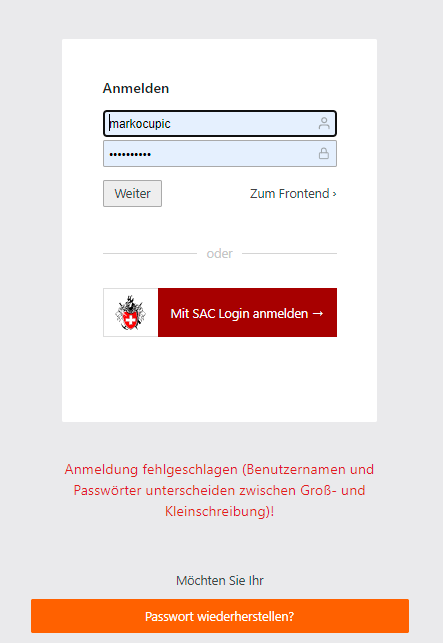 Anmelden
markocupic
••••••••••
Weiter
Zum Frontend ›
oder
Mit SAC Login anmelden →
Anmeldung fehlgeschlagen (Benutzernamen und
Passwörter unterscheiden zwischen Groß- und
Kleinschreibung)!
Möchten Sie Ihr
Passwort wiederherstellen?